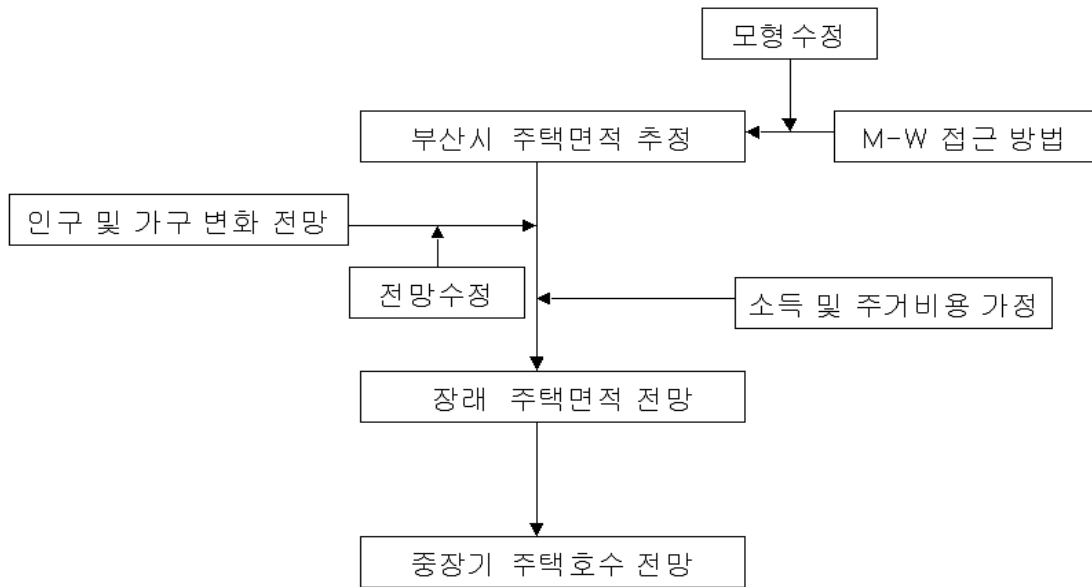 모형수정
부산시 주택면적 추정
M-W 접근 방법
인구 및 가구 변화 전망
전망수정
소득 및 주거비용 가정
장래 주택면적 전망
중장기 주택호수 전망